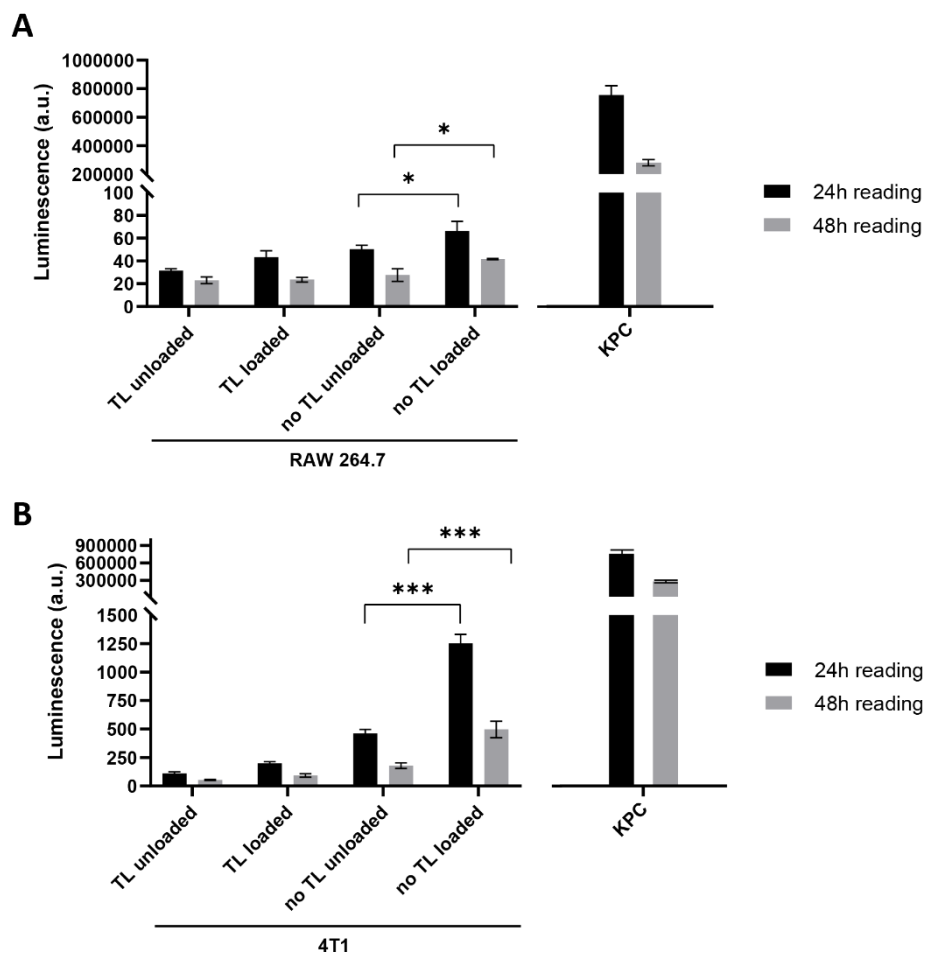 A
Luminescence (a.u.)
1000000
800000
600000
400000
200000
100
80
60
40
20
0
*
*
TL unloaded
TL loaded
no TL unloaded
no TL loaded
KPC
RAW 264.7
24h reading
48h reading
B
Luminescence (a.u.)
900000
600000
300000
1500
1250
1000
750
500
250
0
***
***
TL unloaded
TL loaded
no TL unloaded
no TL loaded
KPC
4T1
24h reading
48h reading